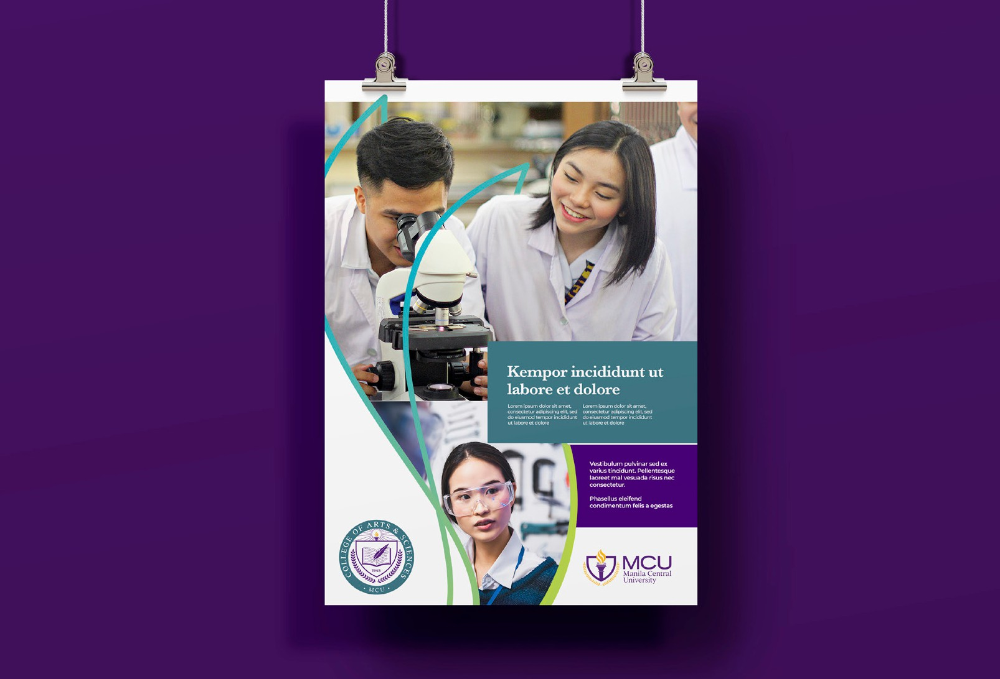 Kempor incididunt ut
labore et dolore
Lorem ipsum dolor sit amet,
consectetur adipiscing elit, sed
do eiusmod tempor incididunt
ut labore et dolore
Lorem ipsum dolor sit amet,
consectetur adipiscing elit, sed
do eiusmod tempor incididunt
ut labore et dolore
Vestibulum pulvinar sed ex
varius tincidunt. Pellentesque
laoreet mal vesuada risus nec
consectetur.
Phasellus eleifend
condimentum felis a egestas
COLLEGE OF ARTS & SCIENCES
1945
• MCU •
MCU
Manila Central
University